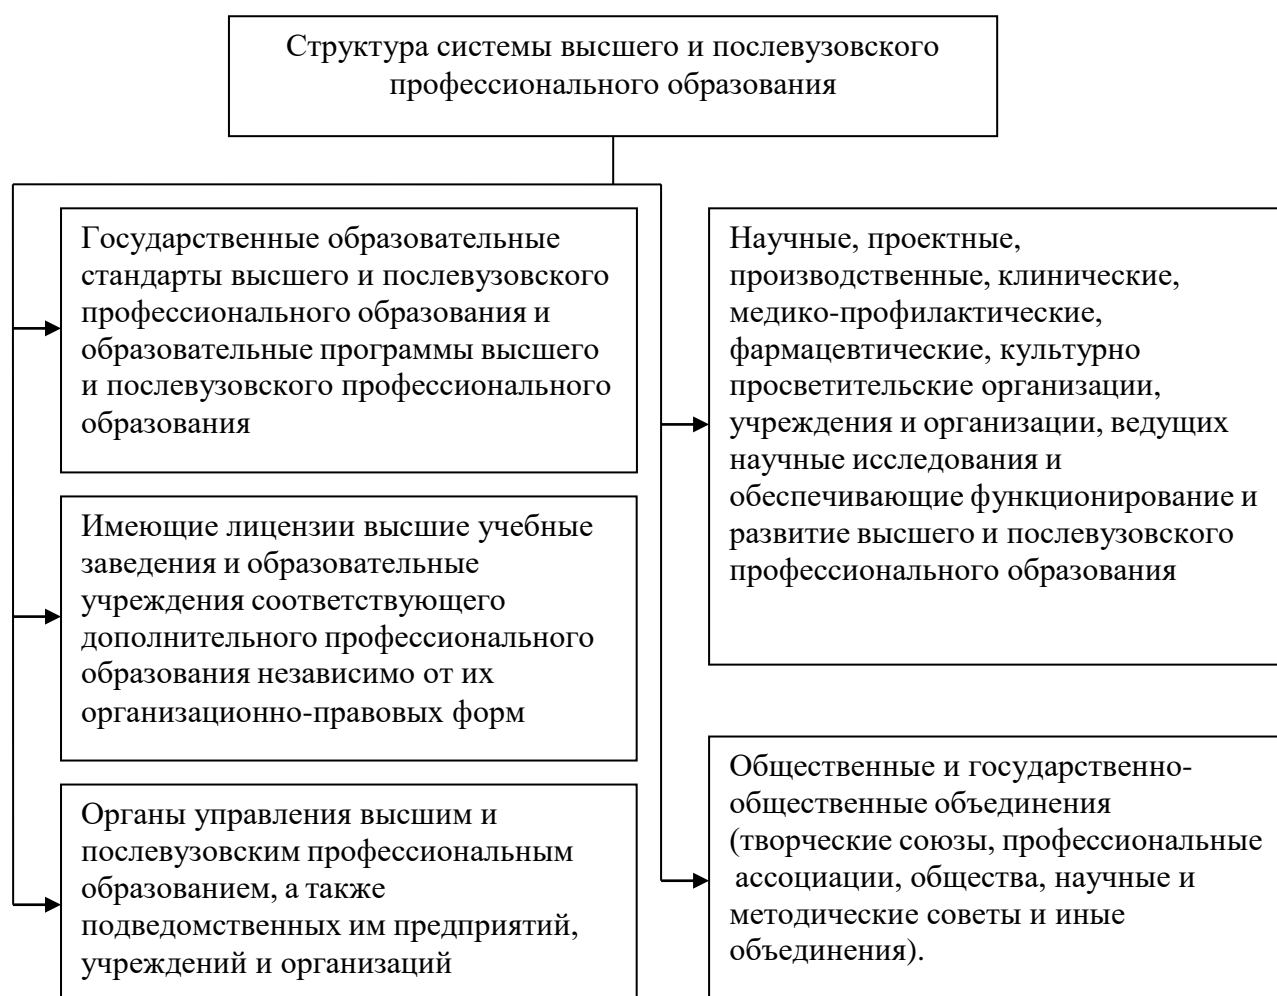 Структура системы высшего и послевузовского
профессионального образования
Государственные образовательные
стандарты высшего и послевузовского
профессионального образования и
образовательные программы высшего
и послевузовского профессионального
образования
Имеющие лицензии высшие учебные
заведения и образовательные
учреждения соответствующего
дополнительного профессионального
образования независимо от их
организационно-правовых форм
Органы управления высшим и
послевузовским профессиональным
образованием, а также
подведомственных им предприятий,
учреждений и организаций
Научные, проектные,
производственные, клинические,
медико-профилактические,
фармацевтические, культурно
просветительские организации,
учреждения и организации, ведущих
научные исследования и
обеспечивающие функционирование и
развитие высшего и послевузовского
профессионального образования
Общественные и государственно-
общественные объединения
(творческие союзы, профессиональные
ассоциации, общества, научные и
методические советы и иные
объединения).